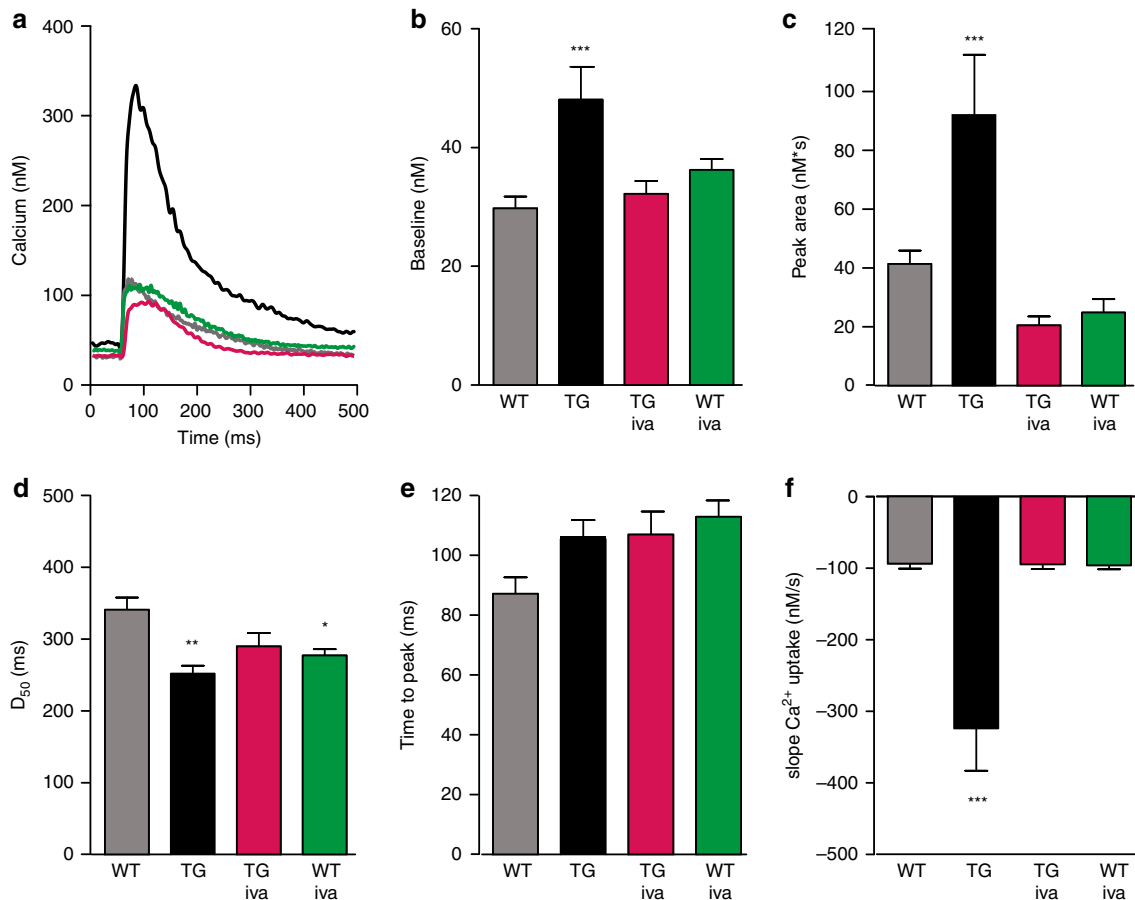 a
400
300
200
100
0
Calcium (nM)
0 100 200 300 400 500
Time (ms)
b
60
40
20
0
Baseline (nM)
***
WT TG TG iva WT iva
c
120
100
80
60
40
20
0
Peak area (nM*s)
***
WT TG TG iva WT iva
d
500
400
300
200
100
0
D50 (ms)
**
*
WT TG TG iva WT iva
e
120
100
80
60
40
20
0
Time to peak (ms)
WT TG TG iva WT iva
f
0
–100
–200
–300
–400
–500
slope Ca2+ uptake (nM/s)
***
WT TG TG iva WT iva